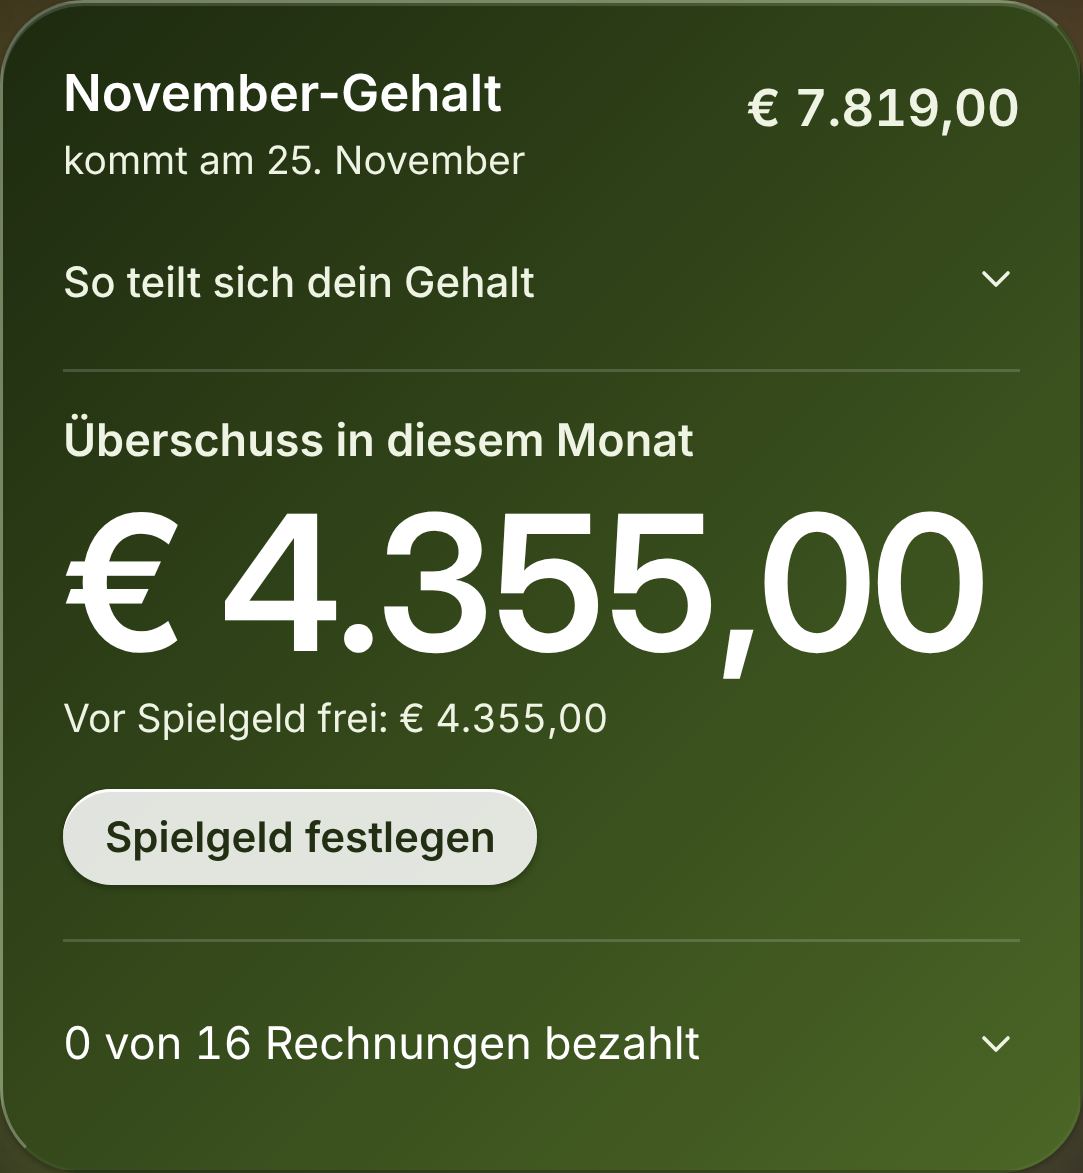 November-Gehalt
€ 7.819,00
kommt am 25. November
So teilt sich dein Gehalt
Überschuss in diesem Monat
€ 4.355,00
Vor Spielgeld frei: € 4.355,00
Spielgeld festlegen
0 von 16 Rechnungen bezahlt